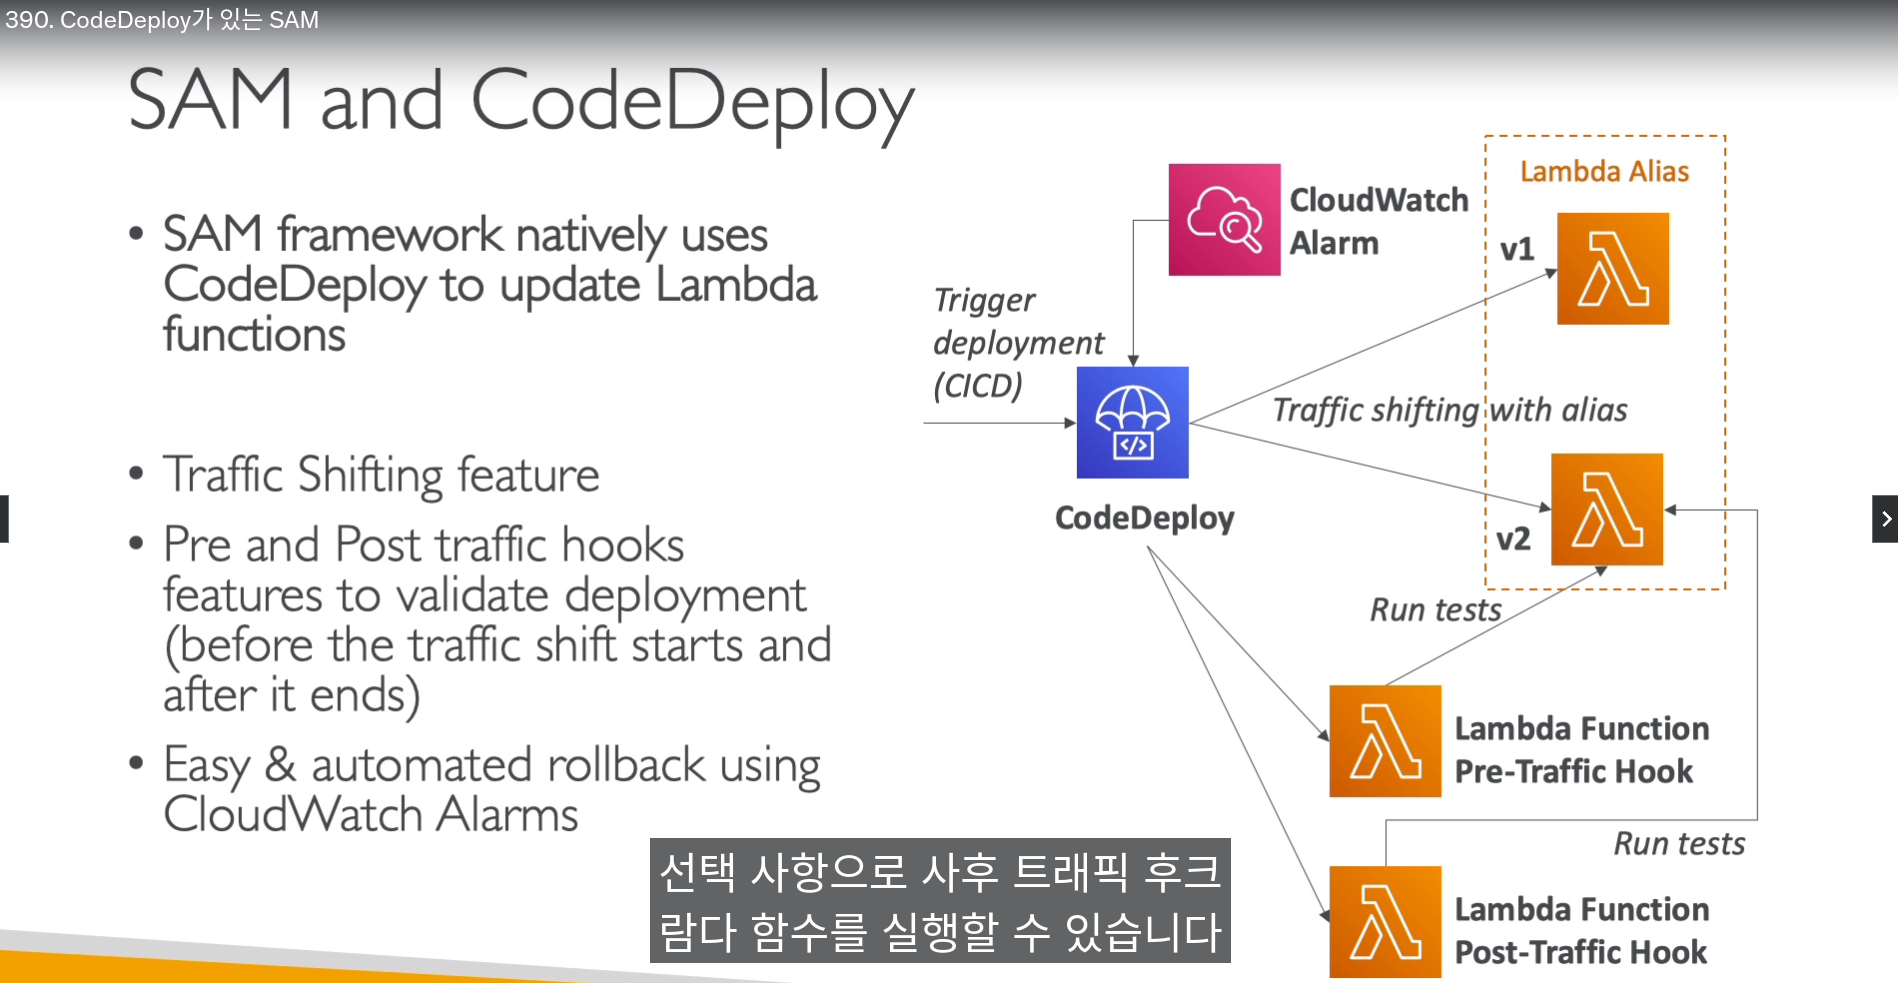 390. CodeDeploy가 있는 SAM
SAM and CodeDeploy
• SAM framework natively uses
CodeDeploy to update Lambda
functions
• Traffic Shifting feature
• Pre and Post traffic hooks
features to validate deployment
(before the traffic shift starts and
after it ends)
• Easy & automated rollback using
CloudWatch Alarms
Lambda Alias
CloudWatch
Alarm
v1
Trigger
deployment
(CICD)
Traffic shifting with alias
CodeDeploy
v2
Run tests
Lambda Function
Pre-Traffic Hook
Run tests
Lambda Function
Post-Traffic Hook
선택 사항으로 사후 트래픽 후크
람다 함수를 실행할 수 있습니다